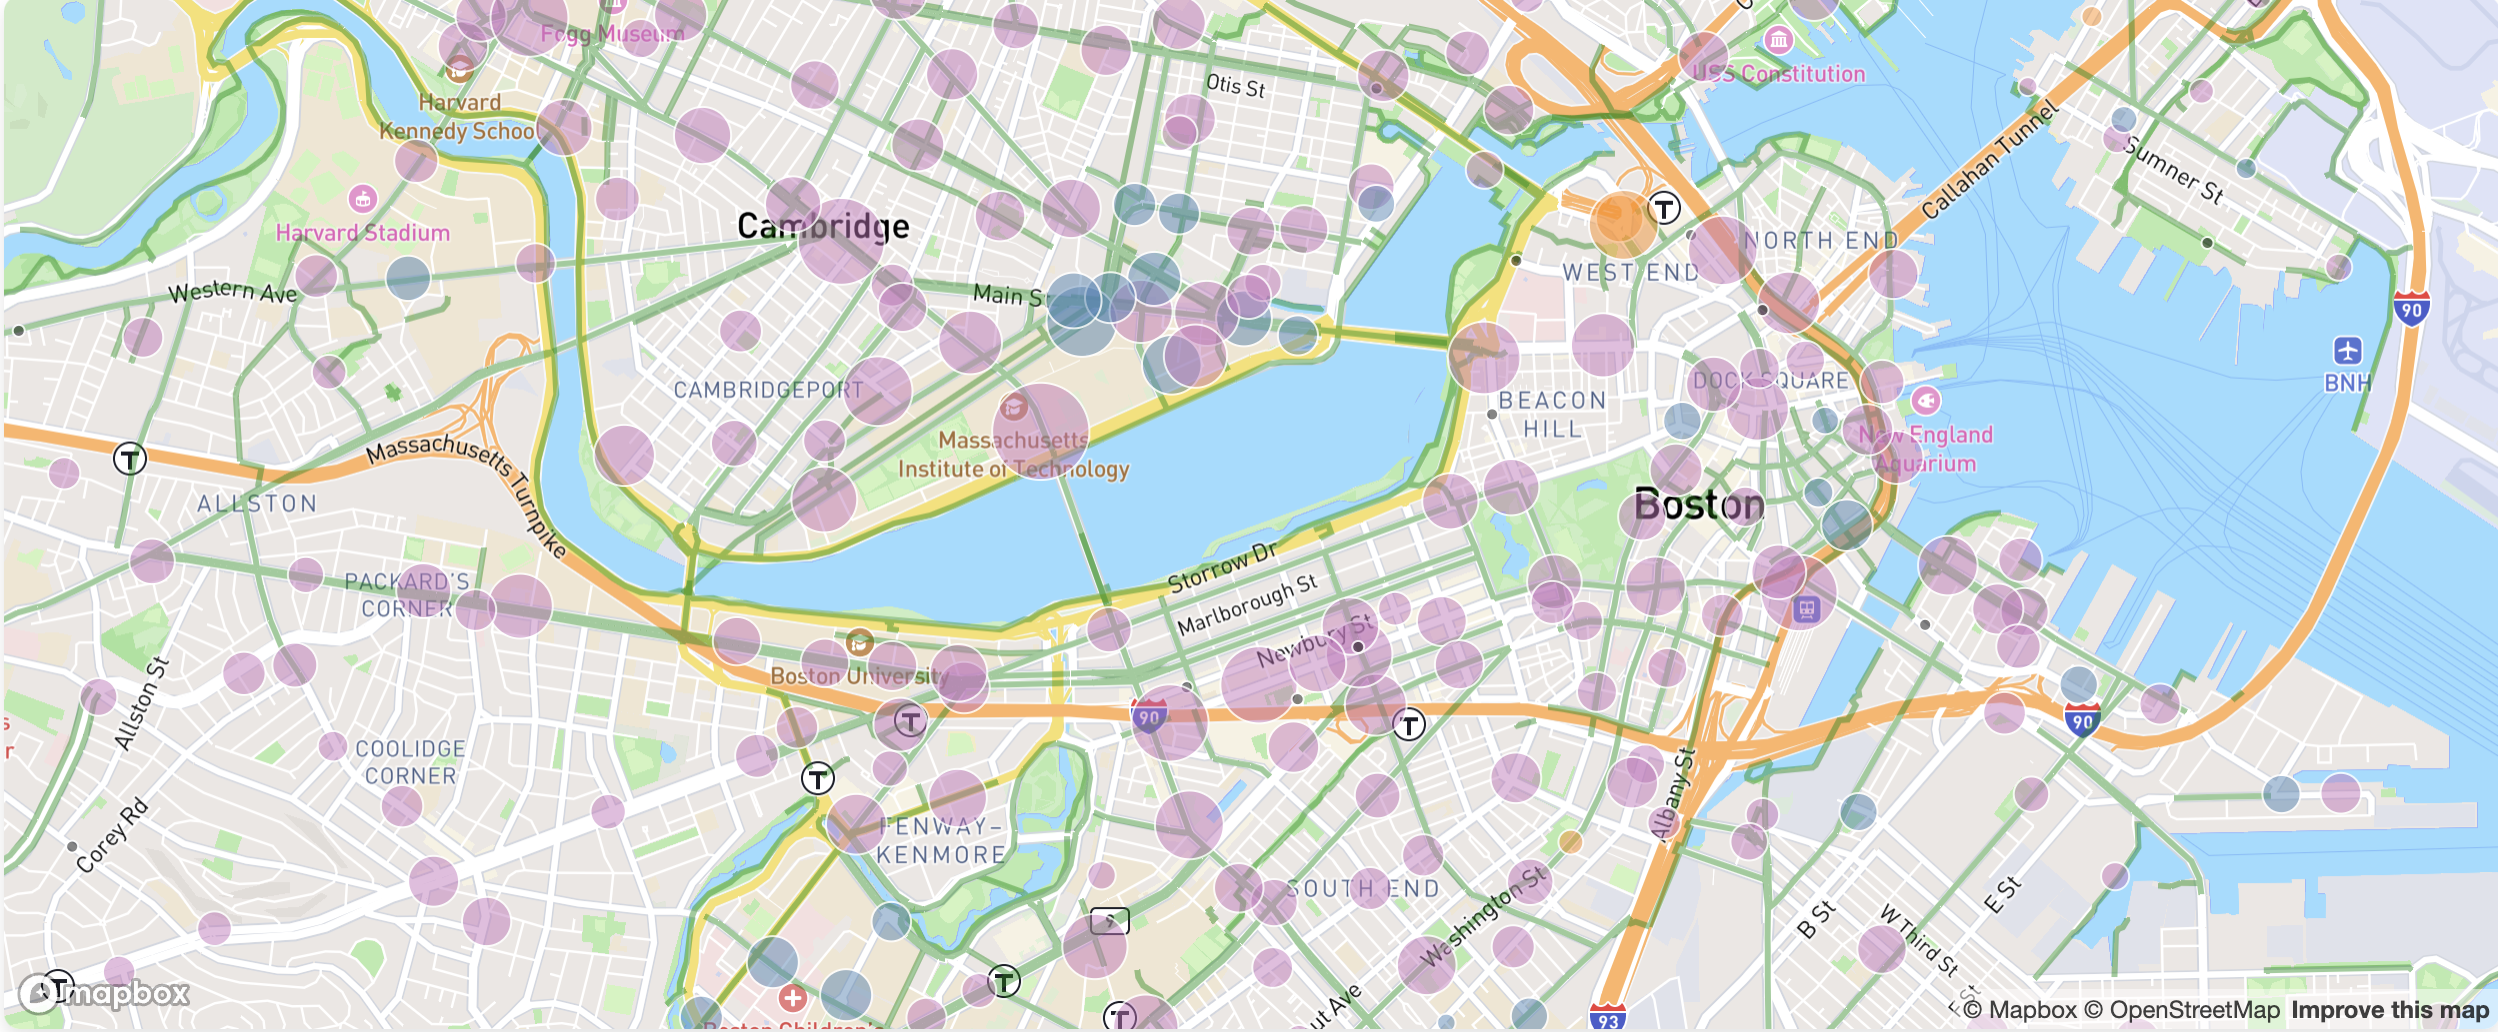 Fogg Museum
USS Constitution
Otis St
Harvard
Kennedy School
Callahan Tunnel
Sumner St
Harvard Stadium
Cambridge
NORTH END
WEST END
Western Ave
Main S
90
BNH
DOCK SQUARE
CAMBRIDGEPORT
BEACON
HILL
New England
Aquarium
Massachusetts
Institute of Technology
Massachusetts Turnpike
T
ALLSTON
Boston
Storrow Dr
Marlborough St
PACKARD'S
CORNER
Newbury St
Boston University
Allston St
90
90
T
T
T
T
COOLIDGE
CORNER
Albany St
Corey Rd
FENWAY–
KENMORE
SOUTH END
Washington St
B St
E St
W Third St
T
T
T
mapbox
Boston Children's
ut Ave
93
© Mapbox © OpenStreetMap Improve this map